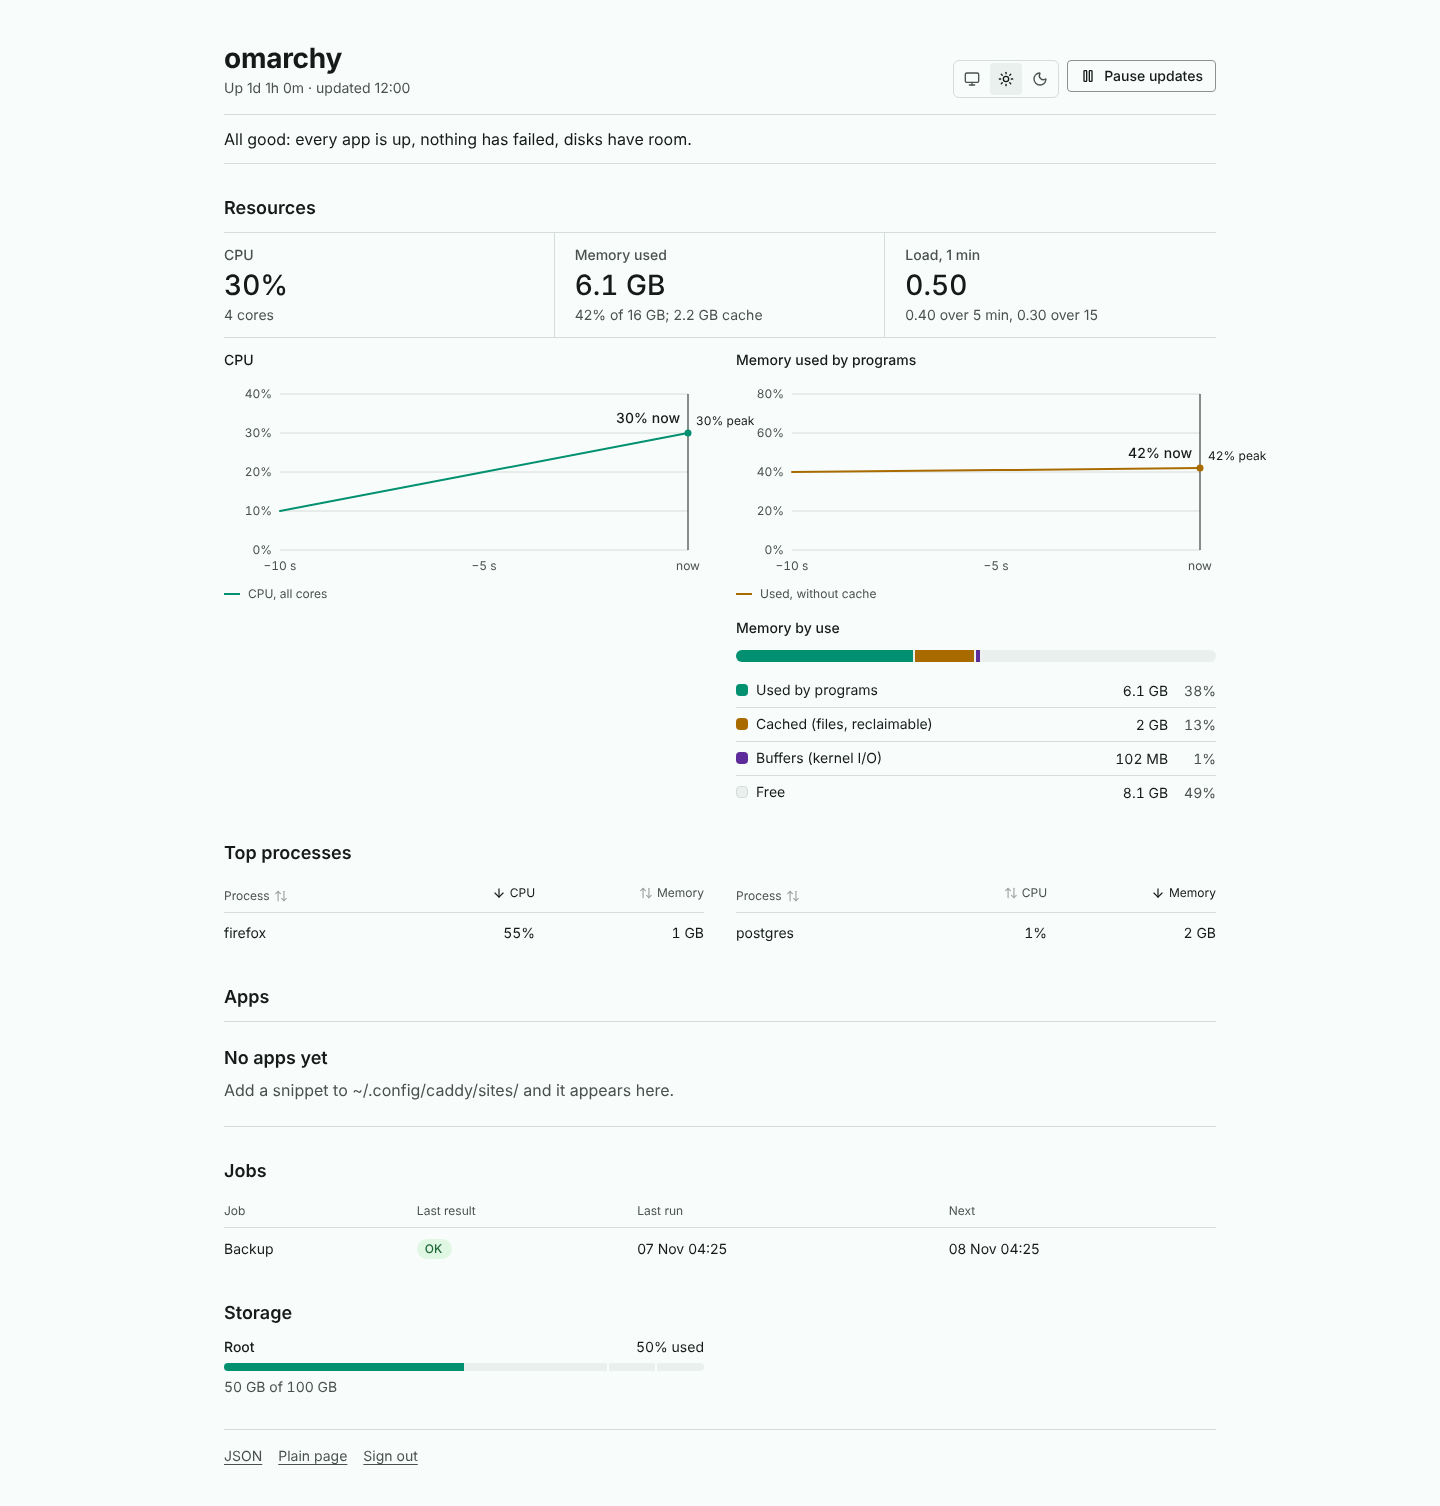 omarchy
Up 1d 1h 0m · updated 12:00
Pause updates
All good: every app is up, nothing has failed, disks have room.
Resources
CPU
30%
4 cores
Memory used
6.1 GB
42% of 16 GB; 2.2 GB cache
Load, 1 min
0.50
0.40 over 5 min, 0.30 over 15
CPU
40%
30%
20%
10%
0%
30% now
30% peak
−10 s
−5 s
now
CPU, all cores
Memory used by programs
80%
60%
40%
20%
0%
42% now
42% peak
−10 s
−5 s
now
Used, without cache
Memory by use
Used by programs 6.1 GB 38%
Cached (files, reclaimable) 2 GB 13%
Buffers (kernel I/O) 102 MB 1%
Free 8.1 GB 49%
Top processes
Process CPU Memory
firefox 55% 1 GB
Process CPU Memory
postgres 1% 2 GB
Apps
No apps yet
Add a snippet to ~/.config/caddy/sites/ and it appears here.
Jobs
Job Last result Last run Next
Backup OK 07 Nov 04:25 08 Nov 04:25
Storage
Root 50% used
50 GB of 100 GB
JSON Plain page Sign out